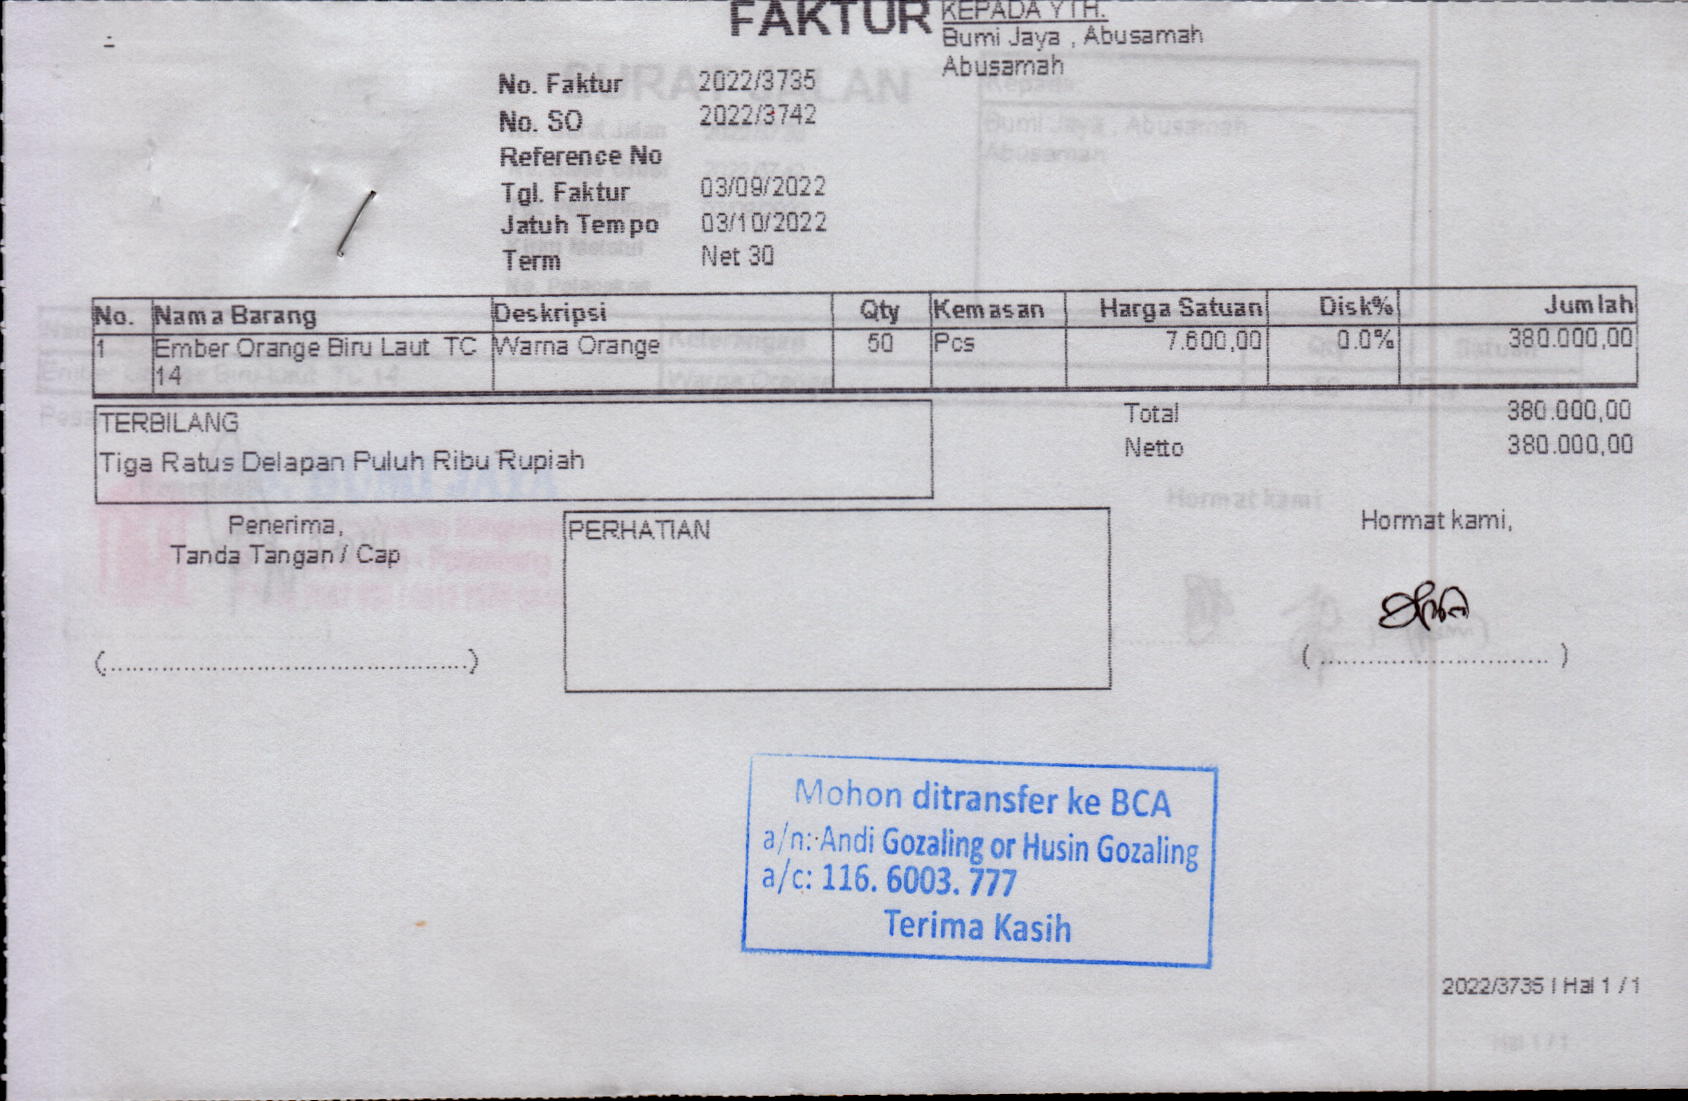 FAKTUR
KEPADA YTH.
Bumi Jaya , Abusamah
Abusamah
No. Faktur 2022/3735
No. SO 2022/3742
Reference No
Tgl. Faktur 03/09/2022
Jatuh Tempo 03/10/2022
Term Net 30
No. Nama Barang Deskripsi Qty Kemasan Harga Satuan Disk% Jumlah
1 Ember Orange Biru Laut TC Warna Orange 50 Pcs 7.600,00 0.0% 380.000,00
14
TERBILANG
Tiga Ratus Delapan Puluh Ribu Rupiah
Total 380.000,00
Netto 380.000,00
Penerima,
Tanda Tangan / Cap
PERHATIAN
Hormat kami,
(..............................................)
( ............................. )
Mohon ditransfer ke BCA
a/n: Andi Gozaling or Husin Gozaling
a/c: 116. 6003. 777
Terima Kasih
2022/3735 | Hal 1 / 1